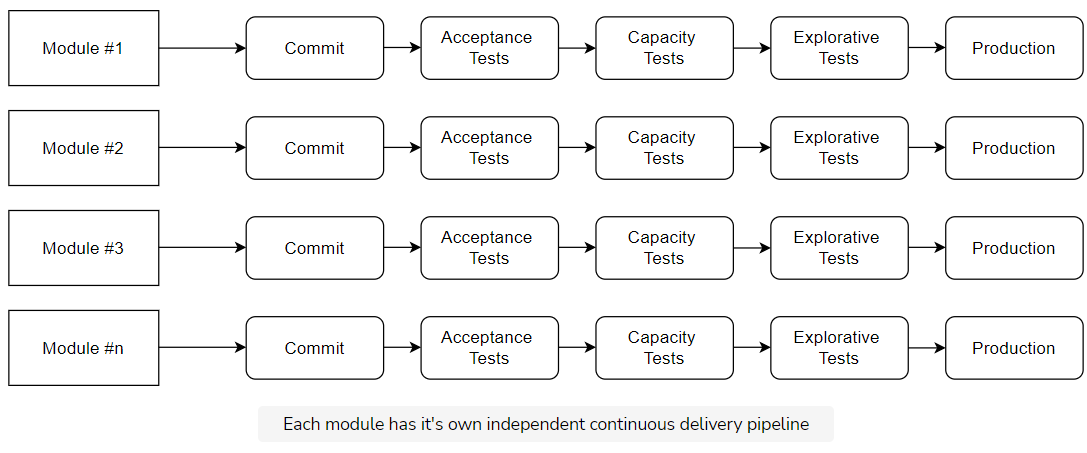 Module #1
Commit
Acceptance
Tests
Capacity
Tests
Explorative
Tests
Production
Module #2
Commit
Acceptance
Tests
Capacity
Tests
Explorative
Tests
Production
Module #3
Commit
Acceptance
Tests
Capacity
Tests
Explorative
Tests
Production
Module #n
Commit
Acceptance
Tests
Capacity
Tests
Explorative
Tests
Production
Each module has it's own independent continuous delivery pipeline